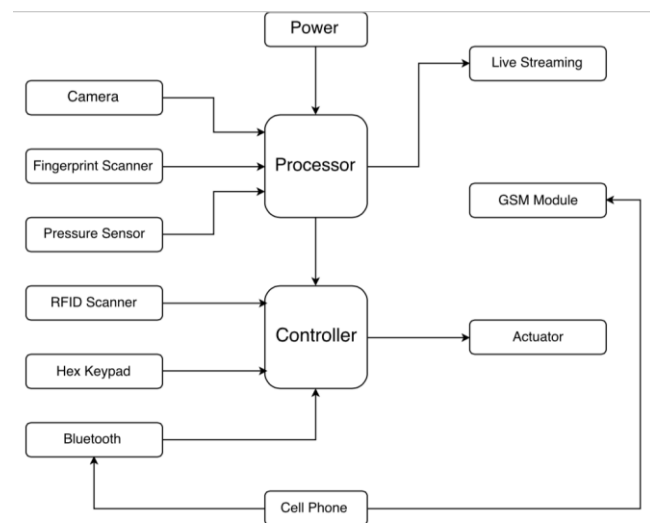 Power
Live Streaming
Camera
Fingerprint Scanner
Processor
Pressure Sensor
GSM Module
RFID Scanner
Controller
Actuator
Hex Keypad
Bluetooth
Cell Phone